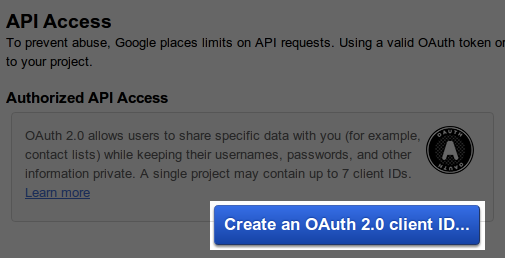 API Access
To prevent abuse, Google places limits on API requests. Using a valid OAuth token or
to your project.
Authorized API Access
OAuth 2.0 allows users to share specific data with you (for example,
contact lists) while keeping their usernames, passwords, and other
information private. A single project may contain up to 7 client IDs.
Learn more
OAUTH
A
OAUTH
Create an OAuth 2.0 client ID...